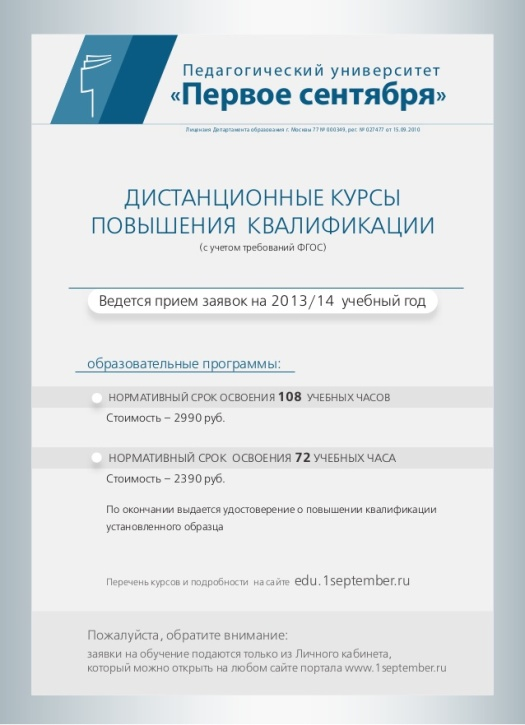 Педагогический университет
«Первое сентября»
Лицензия Департамента образования г. Москвы 77 № 000349, рег. № 027477 от 15.09.2010
ДИСТАНЦИОННЫЕ КУРСЫ
ПОВЫШЕНИЯ КВАЛИФИКАЦИИ
(с учетом требований ФГОС)
Ведется прием заявок на 2013/14 учебный год
образовательные программы:
НОРМАТИВНЫЙ СРОК ОСВОЕНИЯ 108 УЧЕБНЫХ ЧАСОВ
Стоимость – 2990 руб.
НОРМАТИВНЫЙ СРОК ОСВОЕНИЯ 72 УЧЕБНЫХ ЧАСА
Стоимость – 2390 руб.
По окончании выдается удостоверение о повышении квалификации
установленного образца
Перечень курсов и подробности на сайте edu.1september.ru
Пожалуйста, обратите внимание:
заявки на обучение подаются только из Личного кабинета,
который можно открыть на любом сайте портала www.1september.ru